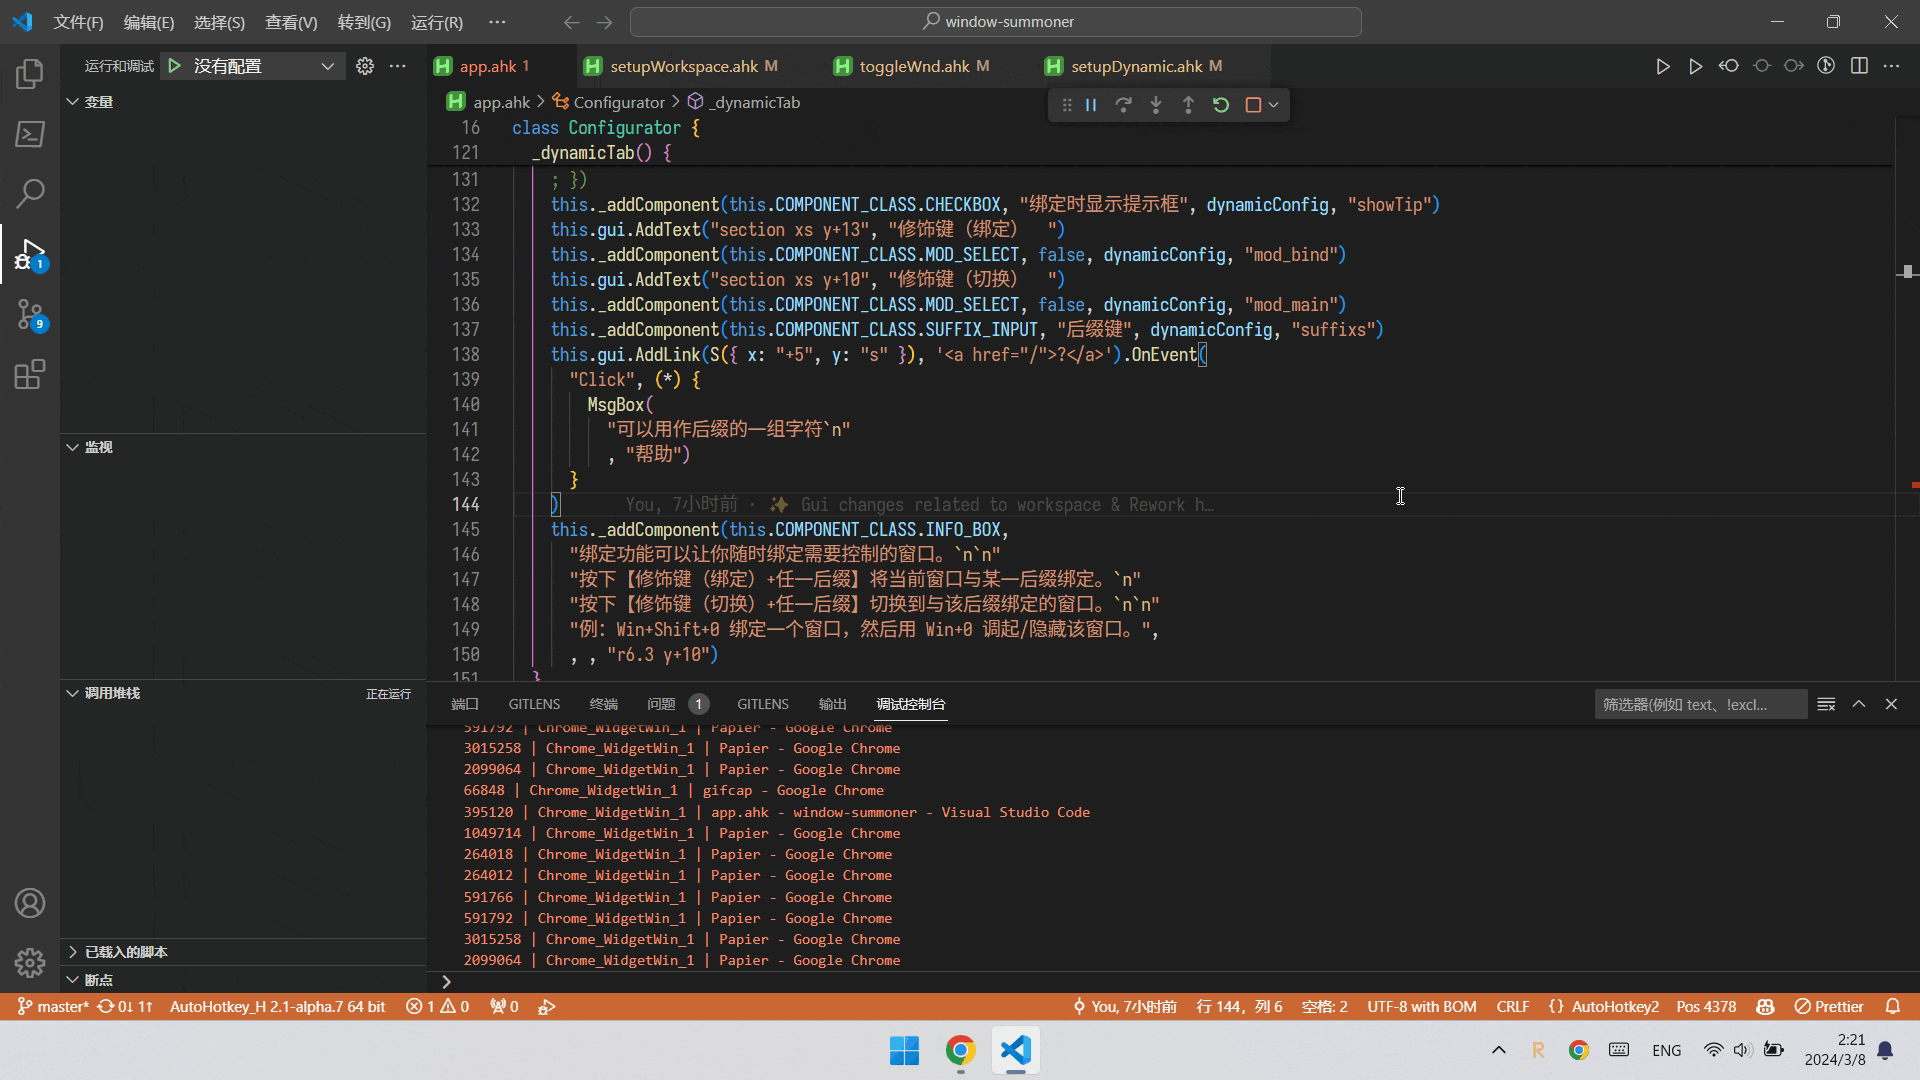 文件(F) 编辑(E) 选择(S) 查看(V) 转到(G) 运行(R) ··· window-summoner
运行和调试 没有配置
app.ahk 1 setupWorkspace.ahk M toggleWnd.ahk M setupDynamic.ahk M
变量
app.ahk > Configurator > _dynamicTab
16 class Configurator {
121 _dynamicTab() {
131 ; })
132 this._addComponent(this.COMPONENT_CLASS.CHECKBOX, "绑定时显示提示框", dynamicConfig, "showTip")
133 this.gui.AddText("section xs y+13", "修饰键（绑定）  ")
134 this._addComponent(this.COMPONENT_CLASS.MOD_SELECT, false, dynamicConfig, "mod_bind")
135 this.gui.AddText("section xs y+10", "修饰键（切换）  ")
136 this._addComponent(this.COMPONENT_CLASS.MOD_SELECT, false, dynamicConfig, "mod_main")
137 this._addComponent(this.COMPONENT_CLASS.SUFFIX_INPUT, "后缀键", dynamicConfig, "suffixs")
138 this.gui.AddLink(S({ x: "+5", y: "s" }), '<a href="/">?</a>').OnEvent(
139 "Click", (*) {
140 MsgBox(
141 "可以用作后缀的一组字符`n"
142 , "帮助")
143 }
144 ) You, 7小时前 · ✨ Gui changes related to workspace & Rework h…
145 this._addComponent(this.COMPONENT_CLASS.INFO_BOX,
146 "绑定功能可以让你随时绑定需要控制的窗口。`n`n"
147 "按下【修饰键（绑定）+任一后缀】将当前窗口与某一后缀绑定。`n"
148 "按下【修饰键（切换）+任一后缀】切换到与该后缀绑定的窗口。`n`n"
149 "例：Win+Shift+0 绑定一个窗口，然后用 Win+0 调起/隐藏该窗口。",
150 , , "r6.3 y+10")
151 }
监视
调用堆栈 正在运行
已载入的脚本
断点
端口 GITLENS 终端 问题 1 GITLENS 输出 调试控制台 筛选器(例如 text、!excl...
591792 | Chrome_WidgetWin_1 | Papier - Google Chrome
3015258 | Chrome_WidgetWin_1 | Papier - Google Chrome
2099064 | Chrome_WidgetWin_1 | Papier - Google Chrome
66848 | Chrome_WidgetWin_1 | gifcap - Google Chrome
395120 | Chrome_WidgetWin_1 | app.ahk - window-summoner - Visual Studio Code
1049714 | Chrome_WidgetWin_1 | Papier - Google Chrome
264018 | Chrome_WidgetWin_1 | Papier - Google Chrome
264012 | Chrome_WidgetWin_1 | Papier - Google Chrome
591766 | Chrome_WidgetWin_1 | Papier - Google Chrome
591792 | Chrome_WidgetWin_1 | Papier - Google Chrome
3015258 | Chrome_WidgetWin_1 | Papier - Google Chrome
2099064 | Chrome_WidgetWin_1 | Papier - Google Chrome
1
9
master* 0↓ 1↑ AutoHotkey_H 2.1-alpha.7 64 bit 1 0 0 You, 7小时前 行 144，列 6 空格: 2 UTF-8 with BOM CRLF {} AutoHotkey2 Pos 4378 Prettier
R ENG 2:21
2024/3/8